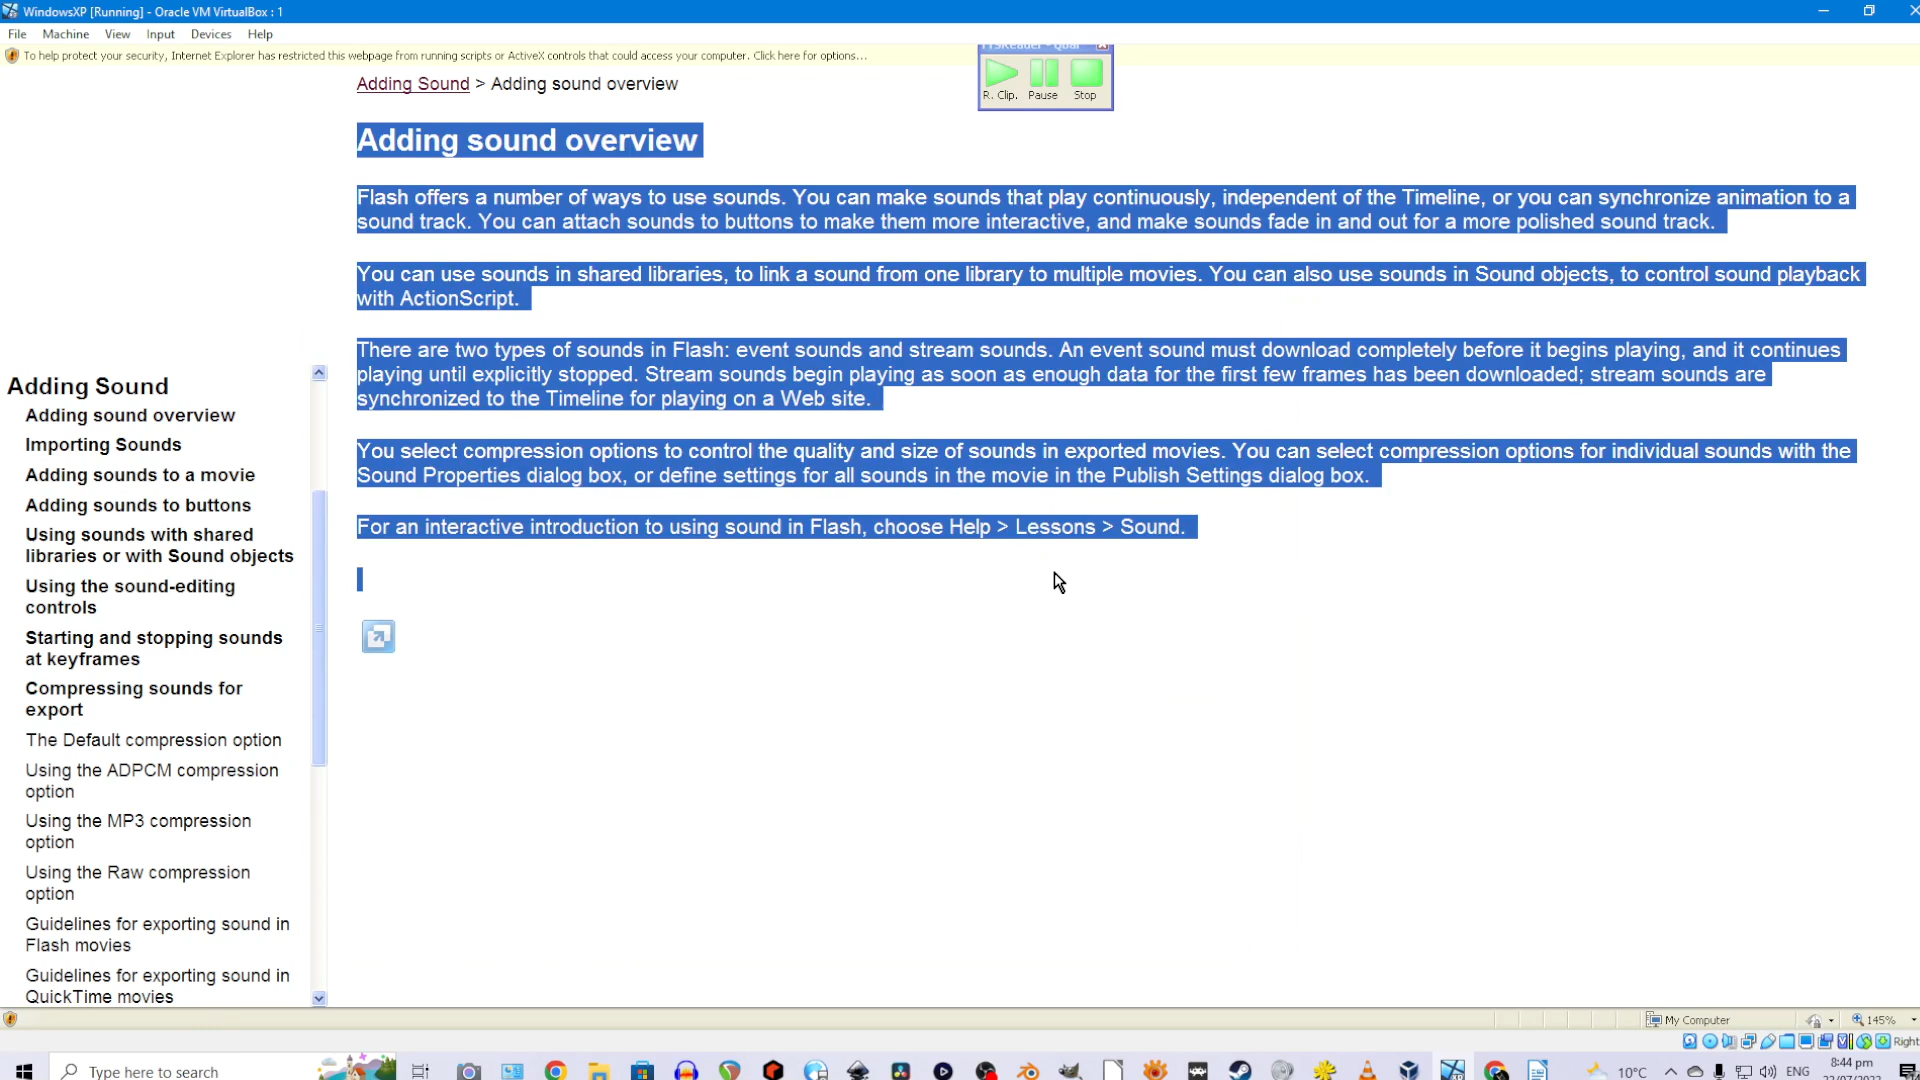 WindowsXP [Running] - Oracle VM VirtualBox : 1
File Machine View Input Devices Help
To help protect your security, Internet Explorer has restricted this webpage from running scripts or ActiveX controls that could access your computer. Click here for options...
R. Clip. Pause Stop
Adding Sound > Adding sound overview
Adding sound overview
Flash offers a number of ways to use sounds. You can make sounds that play continuously, independent of the Timeline, or you can synchronize animation to a
sound track. You can attach sounds to buttons to make them more interactive, and make sounds fade in and out for a more polished sound track.
You can use sounds in shared libraries, to link a sound from one library to multiple movies. You can also use sounds in Sound objects, to control sound playback
with ActionScript.
There are two types of sounds in Flash: event sounds and stream sounds. An event sound must download completely before it begins playing, and it continues
playing until explicitly stopped. Stream sounds begin playing as soon as enough data for the first few frames has been downloaded; stream sounds are
synchronized to the Timeline for playing on a Web site.
You select compression options to control the quality and size of sounds in exported movies. You can select compression options for individual sounds with the
Sound Properties dialog box, or define settings for all sounds in the movie in the Publish Settings dialog box.
For an interactive introduction to using sound in Flash, choose Help > Lessons > Sound.
Adding Sound
Adding sound overview
Importing Sounds
Adding sounds to a movie
Adding sounds to buttons
Using sounds with shared
libraries or with Sound objects
Using the sound-editing
controls
Starting and stopping sounds
at keyframes
Compressing sounds for
export
The Default compression option
Using the ADPCM compression
option
Using the MP3 compression
option
Using the Raw compression
option
Guidelines for exporting sound in
Flash movies
Guidelines for exporting sound in
QuickTime movies
My Computer
145%
Right
Type here to search
10°C
ENG
8:44 pm